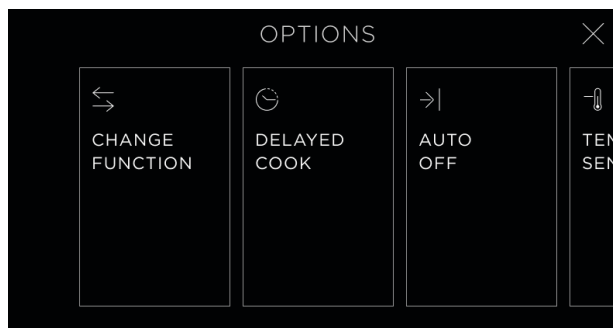 OPTIONS
CHANGE
FUNCTION
DELAYED
COOK
AUTO
OFF